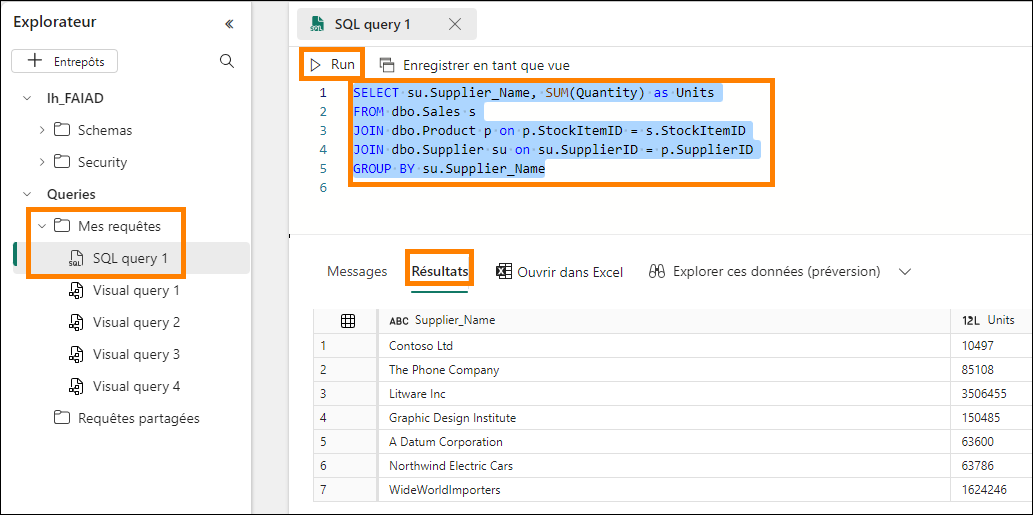 Explorateur
«
+ Entrepôts
lh_FAIAD
Schemas
Security
Queries
Mes requêtes
SQL query 1
Visual query 1
Visual query 2
Visual query 3
Visual query 4
Requêtes partagées
SQL query 1
Run
Enregistrer en tant que vue
1 SELECT su.Supplier_Name, SUM(Quantity) as Units
2 FROM dbo.Sales s
3 JOIN dbo.Product p on p.StockItemID = s.StockItemID
4 JOIN dbo.Supplier su on su.SupplierID = p.SupplierID
5 GROUP BY su.Supplier_Name
6
Messages Résultats Ouvrir dans Excel Explorer ces données (préversion)
ABC Supplier_Name 12L Units
1 Contoso Ltd 10497
2 The Phone Company 85108
3 Litware Inc 3506455
4 Graphic Design Institute 150485
5 A Datum Corporation 63600
6 Northwind Electric Cars 63786
7 WideWorldImporters 1624246